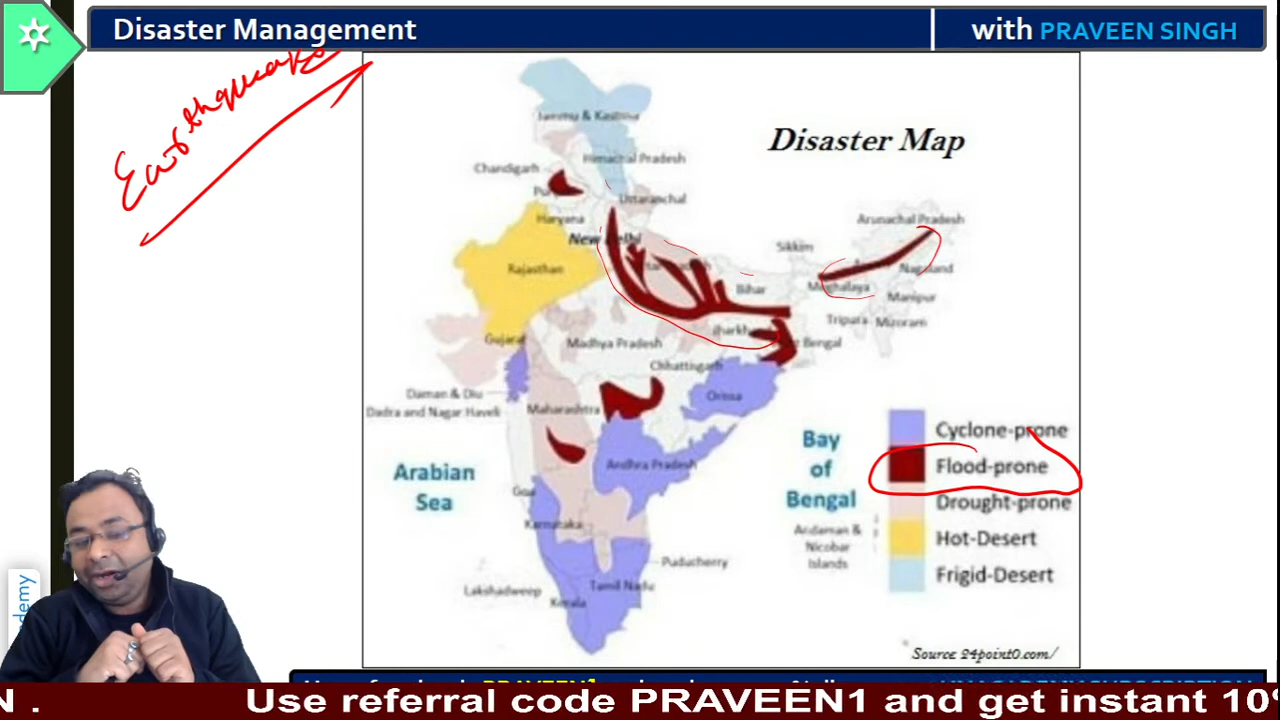 Disaster Management
with PRAVEEN SINGH
Earthquake
Disaster Map
Jammu & Kashmir
Himachal Pradesh
Chandigarh
Uttaranchal
Haryana
New Delhi
Arunachal Pradesh
Sikkim
Rajasthan
Nagaland
Bihar
Meghalaya
Manipur
Tripura
Mizoram
Gujarat
Madhya Pradesh
Bengal
Chhattisgarh
Daman & Diu
Dadra and Nagar Haveli
Orissa
Maharashtra
Andhra Pradesh
Arabian
Sea
Bay
of
Bengal
Goa
Karnataka
Andaman &
Nicobar
Islands
Puducherry
Lakshadweep
Tamil Nadu
Kerala
Cyclone-prone
Flood-prone
Drought-prone
Hot-Desert
Frigid-Desert
Source 24point0.com/
demy
N .
Use referral code PRAVEEN1 and get instant 10